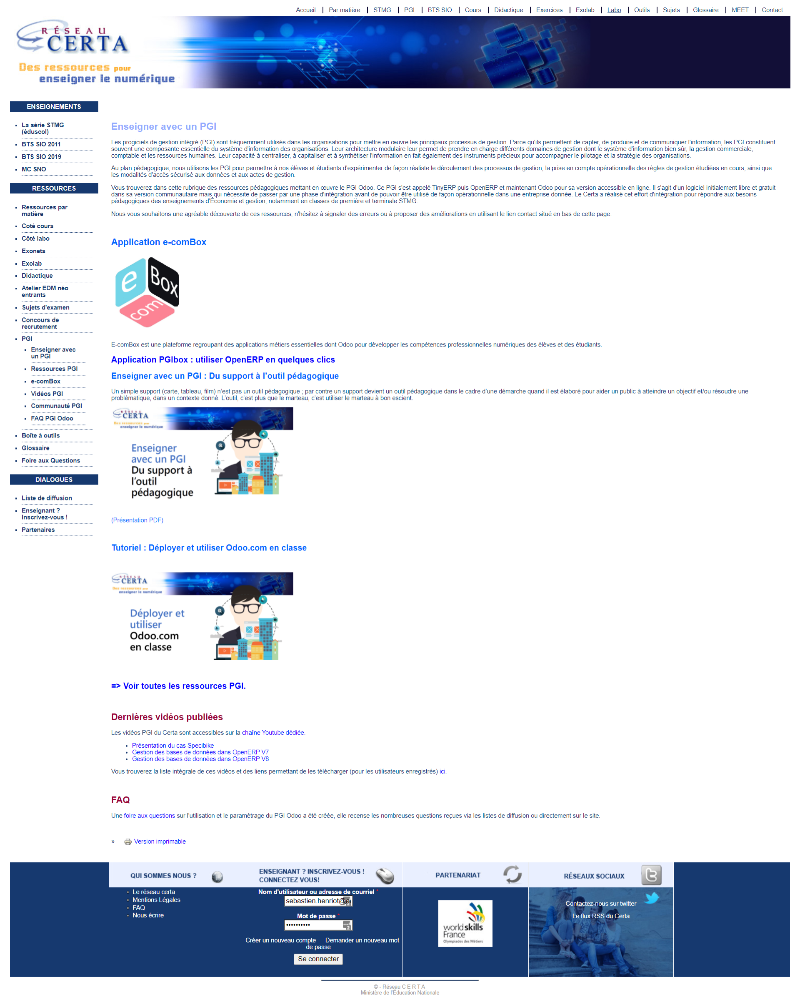 Accueil | Par matière | STMG | PGI | BTS SIO | Cours | Didactique | Exercices | Exolab | Labo | Outils | Sujets | Glossaire | MEET | Contact
RÉSEAU
CERTA
Des ressources pour
enseigner le numérique
ENSEIGNEMENTS
La série STMG
(éduscol)
BTS SIO 2011
BTS SIO 2019
MC SNO
RESSOURCES
Ressources par
matière
Coté cours
Côté labo
Exonets
Exolab
Didactique
Atelier EDM néo
entrants
Sujets d'examen
Concours de
recrutement
PGI
Enseigner avec
un PGI
Ressources PGI
e-comBox
Vidéos PGI
Communauté PGI
FAQ PGI Odoo
Boîte à outils
Glossaire
Foire aux Questions
DIALOGUES
Liste de diffusion
Enseignant ?
Inscrivez-vous !
Partenaires
Enseigner avec un PGI
Les progiciels de gestion intégré (PGI) sont fréquemment utilisés dans les organisations pour mettre en œuvre les principaux processus de gestion. Parce qu'ils permettent de capter, de produire et de communiquer l'information, les PGI constituent
souvent une composante essentielle du système d'information des organisations. Leur architecture modulaire leur permet de prendre en charge différents domaines de gestion dont le système d'information bien sûr, la gestion commerciale,
comptable et les ressources humaines. Leur capacité à centraliser, à capitaliser et à synthétiser l'information en fait également des instruments précieux pour accompagner le pilotage et la stratégie des organisations.
Au plan pédagogique, nous utilisons les PGI pour permettre à nos élèves et étudiants d'expérimenter de façon réaliste le déroulement des processus de gestion, la prise en compte opérationnelle des règles de gestion étudiées en cours, ainsi que
les modalités d'accès sécurisé aux données et aux actes de gestion.
Vous trouverez dans cette rubrique des ressources pédagogiques mettant en œuvre le PGI Odoo. Ce PGI s'est appelé TinyERP puis OpenERP et maintenant Odoo pour sa version accessible en ligne. Il s'agit d'un logiciel initialement libre et gratuit
dans sa version communautaire mais qui nécessite de passer par une phase d'intégration avant de pouvoir être utilisé de façon opérationnelle dans une entreprise donnée. Le Certa a réalisé cet effort d'intégration pour répondre aux besoins
pédagogiques des enseignements d'Économie et gestion, notamment en classes de première et terminale STMG.
Nous vous souhaitons une agréable découverte de ces ressources, n'hésitez à signaler des erreurs ou à proposer des améliorations en utilisant le lien contact situé en bas de cette page.
Application e-comBox
e
Box
com
E-comBox est une plateforme regroupant des applications métiers essentielles dont Odoo pour développer les compétences professionnelles numériques des élèves et des étudiants.
Application PGIbox : utiliser OpenERP en quelques clics
Enseigner avec un PGI : Du support à l’outil pédagogique
Un simple support (carte, tableau, film) n’est pas un outil pédagogique ; par contre un support devient un outil pédagogique dans le cadre d’une démarche quand il est élaboré pour aider un public à atteindre un objectif et/ou résoudre une
problématique, dans un contexte donné. L’outil, c’est plus que le marteau, c’est utiliser le marteau à bon escient.
RÉSEAU
CERTA
Des ressources pour
enseigner le numérique
Enseigner
avec un PGI
Du support à
l’outil
pédagogique
(Présentation PDF)
Tutoriel : Déployer et utiliser Odoo.com en classe
RÉSEAU
CERTA
Des ressources pour
enseigner le numérique
Déployer et
utiliser
Odoo.com
en classe
=> Voir toutes les ressources PGI.
Dernières vidéos publiées
Les vidéos PGI du Certa sont accessibles sur la chaîne Youtube dédiée.
Présentation du cas Specibike
Gestion des bases de données dans OpenERP V7
Gestion des bases de données dans OpenERP V8
Vous trouverez la liste intégrale de ces vidéos et des liens permettant de les télécharger (pour les utilisateurs enregistrés) ici.
FAQ
Une foire aux questions sur l'utilisation et le paramétrage du PGI Odoo a été créée, elle recense les nombreuses questions reçues via les listes de diffusion ou directement sur le site.
» Version imprimable
QUI SOMMES NOUS ?
Le réseau certa
Mentions Légales
FAQ
Nous écrire
ENSEIGNANT ? INSCRIVEZ-VOUS !
CONNECTEZ VOUS!
Nom d'utilisateur ou adresse de courriel *
sebastien.henriot@a
Mot de passe *
••••••••••
Créer un nouveau compte Demander un nouveau mot
de passe
Se connecter
PARTENARIAT
worldskills
France
Olympiades des Métiers
RÉSEAUX SOCIAUX
Contactez-nous sur twitter
Le flux RSS du Certa
© - Réseau C E R T A
Ministère de l'Éducation Nationale